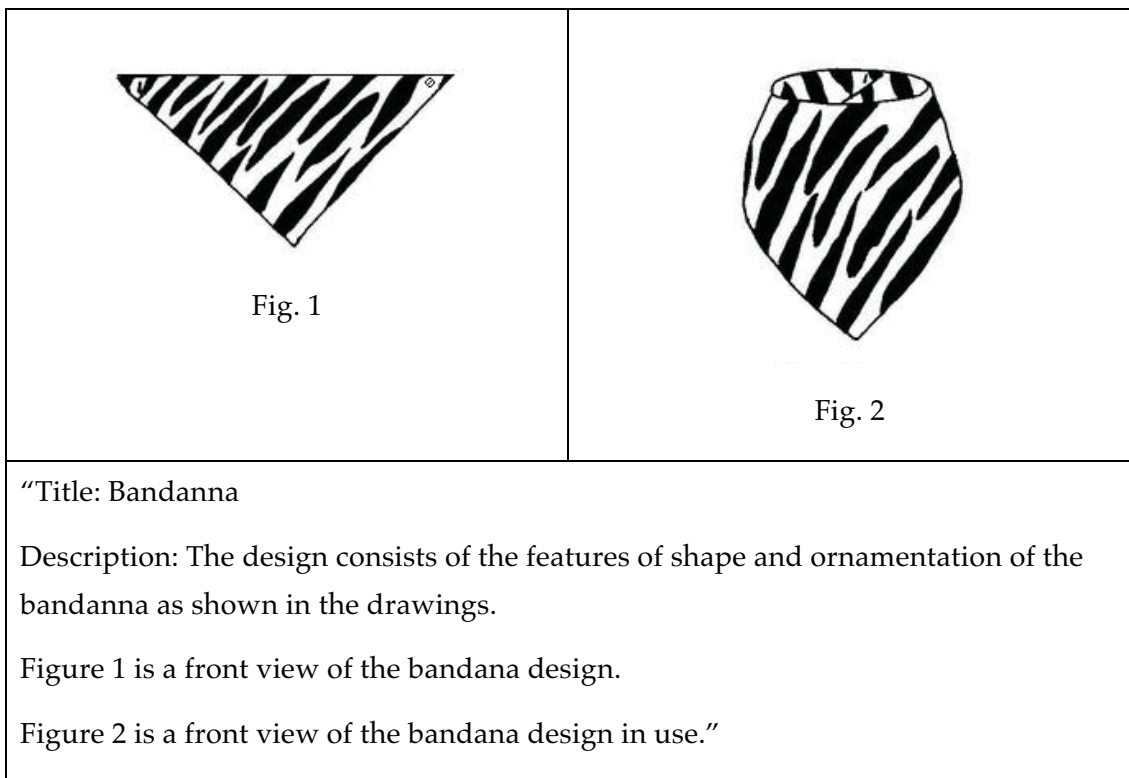 Fig. 1
Fig. 2
“Title: Bandanna
Description: The design consists of the features of shape and ornamentation of the
bandanna as shown in the drawings.
Figure 1 is a front view of the bandana design.
Figure 2 is a front view of the bandana design in use.”